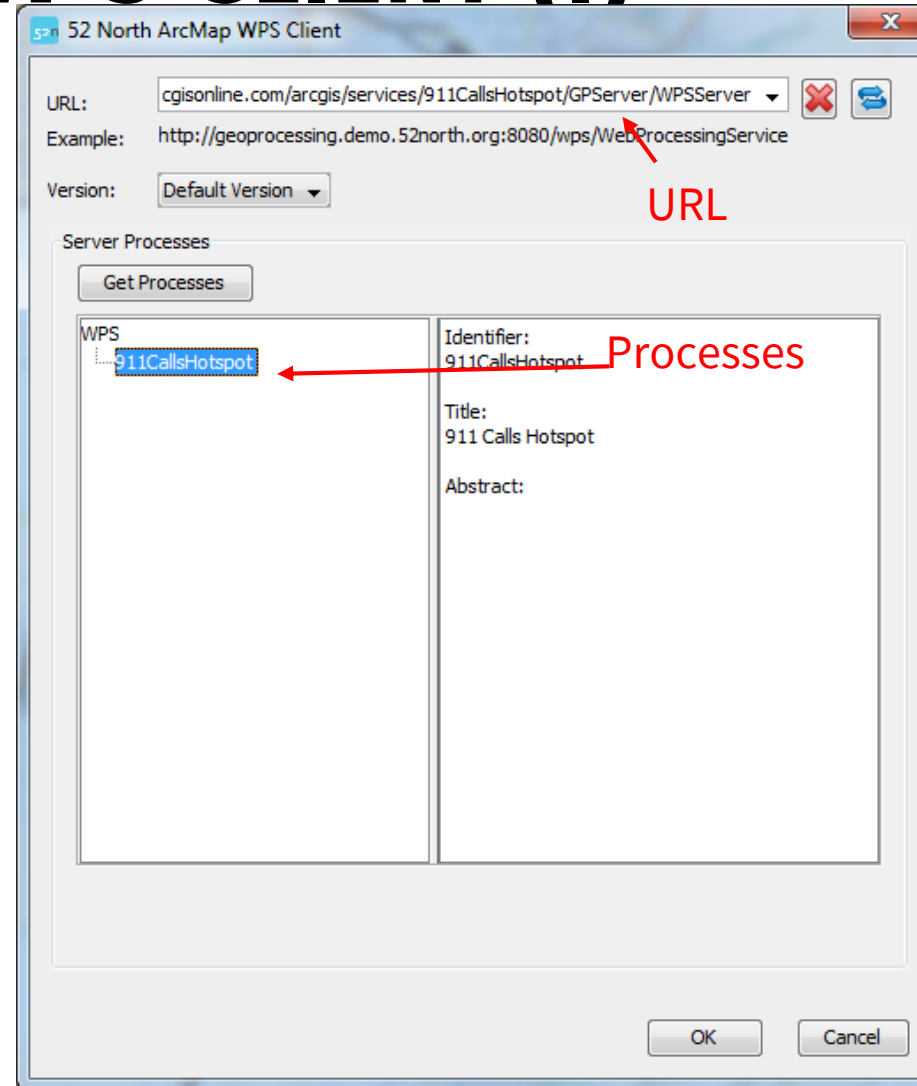 52n 52 North ArcMap WPS Client
URL: cgisonline.com/arcgis/services/911CallsHotspot/GPServer/WPSServer
Example: http://geoprocessing.demo.52north.org:8080/wps/WebProcessingService
Version: Default Version
URL
Server Processes
Get Processes
WPS
911CallsHotspot
Identifier:
911CallsHotspot
Processes
Title:
911 Calls Hotspot
Abstract:
OK Cancel